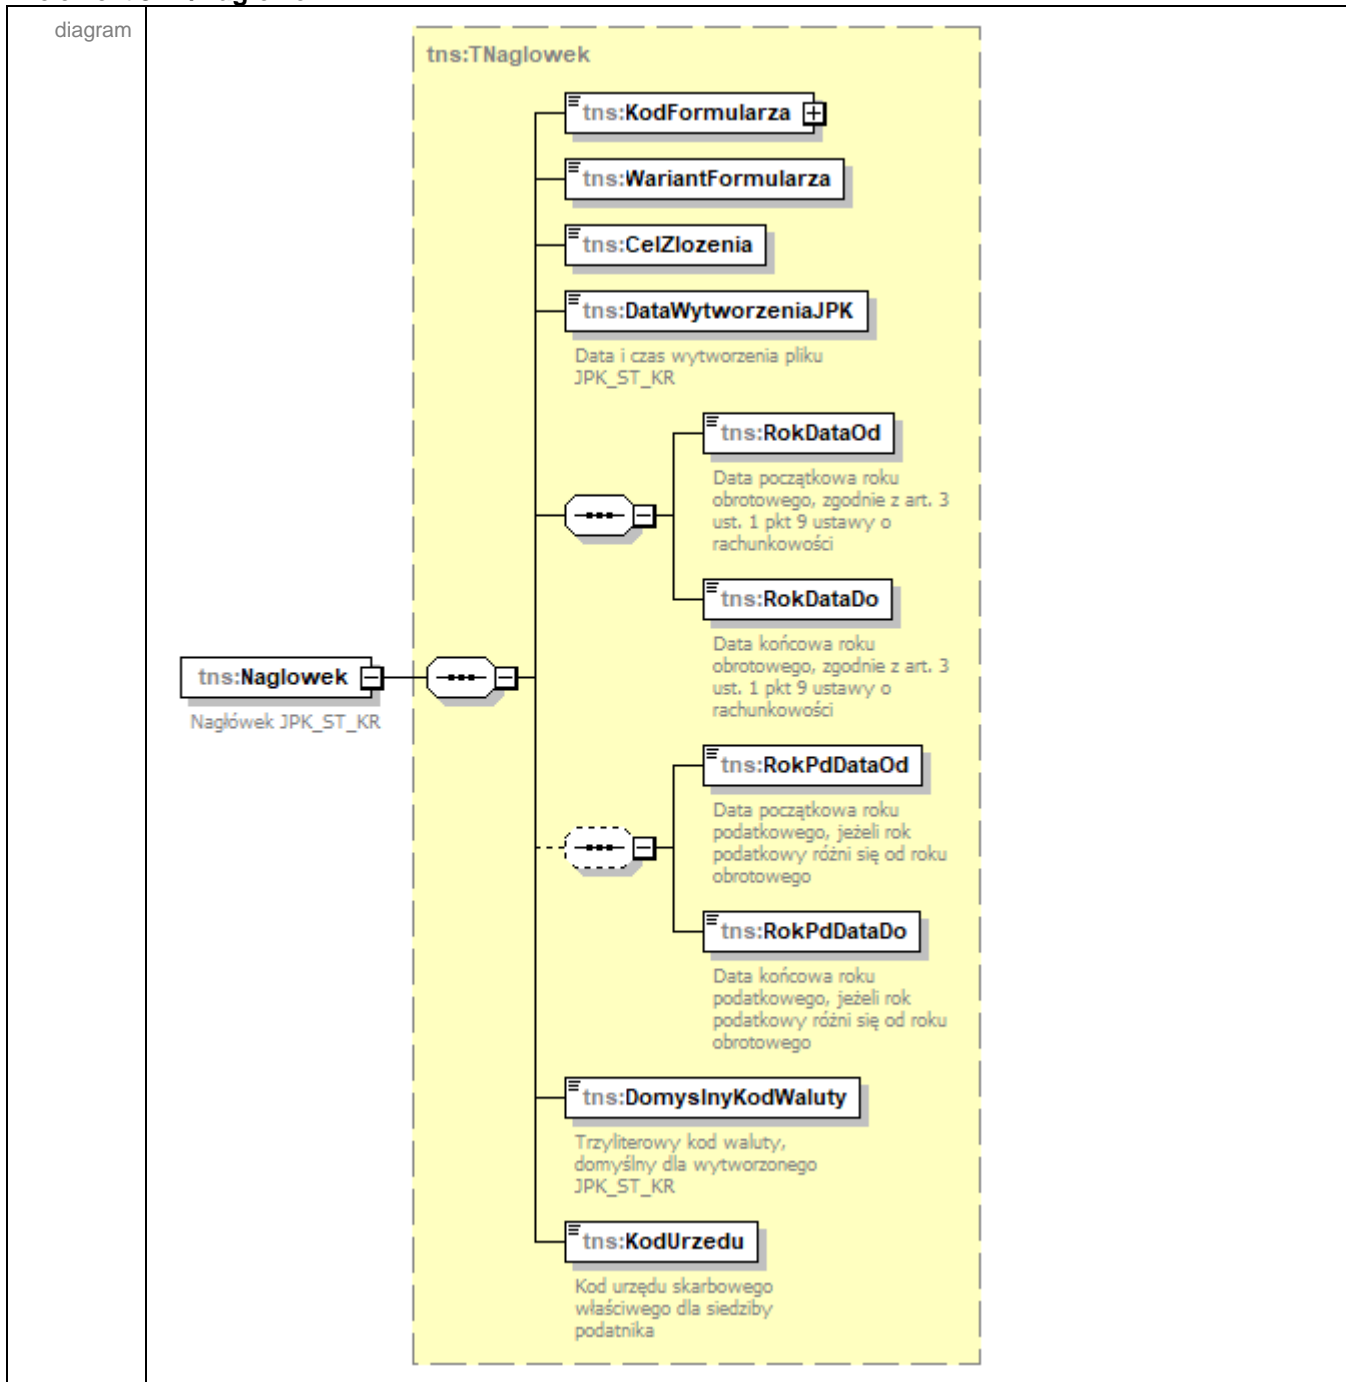 diagram
tns:TNaglowek
tns:KodFormularza
tns:WariantFormularza
tns:CelZlozenia
tns:DataWytworzeniaJPK
Data i czas wytworzenia pliku
JPK_ST_KR
tns:RokDataOd
Data początkowa roku
obrotowego, zgodnie z art. 3
ust. 1 pkt 9 ustawy o
rachunkowości
tns:RokDataDo
Data końcowa roku
obrotowego, zgodnie z art. 3
ust. 1 pkt 9 ustawy o
rachunkowości
tns:Naglowek
Nagłówek JPK_ST_KR
tns:RokPdDataOd
Data początkowa roku
podatkowego, jeżeli rok
podatkowy różni się od roku
obrotowego
tns:RokPdDataDo
Data końcowa roku
podatkowego, jeżeli rok
podatkowy różni się od roku
obrotowego
tns:DomyslnyKodWaluty
Trzyliterowy kod waluty,
domyślny dla wytworzonego
JPK_ST_KR
tns:KodUrzedu
Kod urzędu skarbowego
właściwego dla siedziby
podatnika